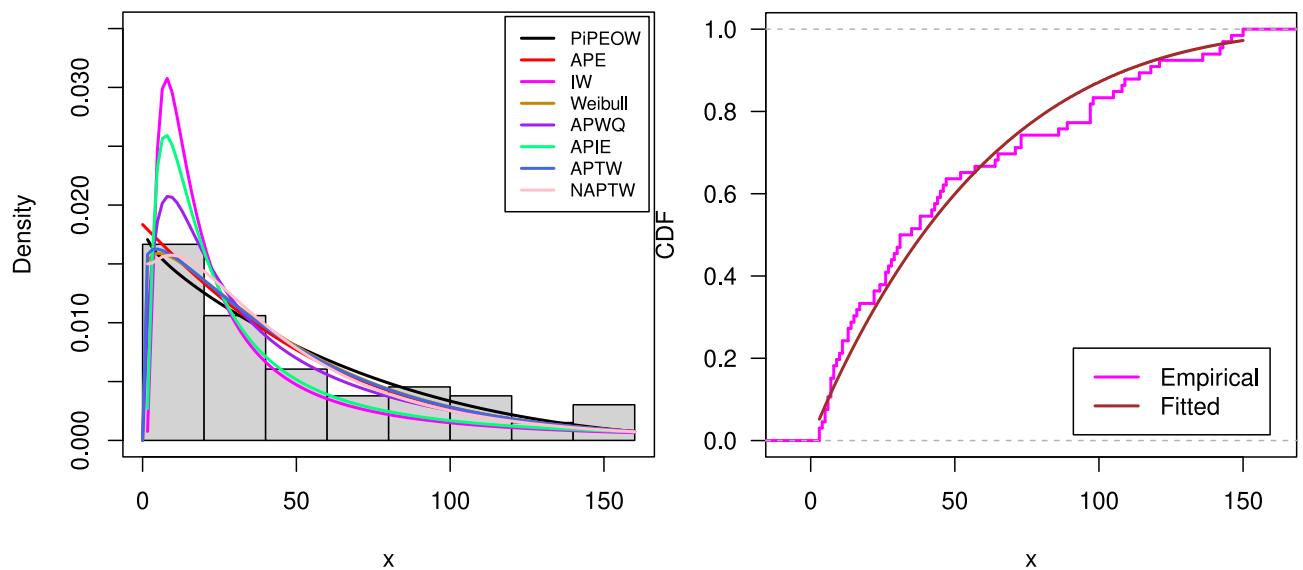 Density
0.000
0.010
0.020
0.030
0
50
100
150
x
PiPEOW
APE
IW
Weibull
APWQ
APIE
APTW
NAPTW
CDF
0.0
0.2
0.4
0.6
0.8
1.0
0
50
100
150
x
Empirical
Fitted